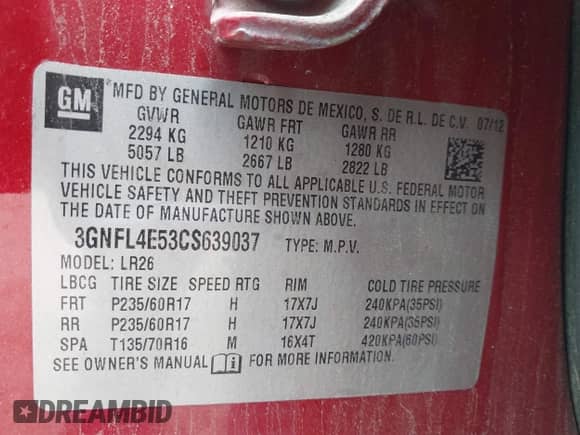 GM
MFD BY GENERAL MOTORS DE MEXICO, S. DE R.L. DE C.V. 07/12
GVWR GAWR FRT GAWR RR
2294 KG 1210 KG 1280 KG
5057 LB 2667 LB 2822 LB
THIS VEHICLE CONFORMS TO ALL APPLICABLE U.S. FEDERAL MOTOR
VEHICLE SAFETY AND THEFT PREVENTION STANDARDS IN EFFECT ON
THE DATE OF MANUFACTURE SHOWN ABOVE.
3GNFL4E53CS639037 TYPE: M.P.V.
MODEL: LR26
LBCG TIRE SIZE SPEED RTG RIM COLD TIRE PRESSURE
FRT P235/60R17 H 17X7J 240KPA(35PSI)
RR P235/60R17 H 17X7J 240KPA(35PSI)
SPA T135/70R16 M 16X4T 420KPA(60PSI)
SEE OWNER'S MANUAL i FOR MORE INFORMATION.
DREAMBID